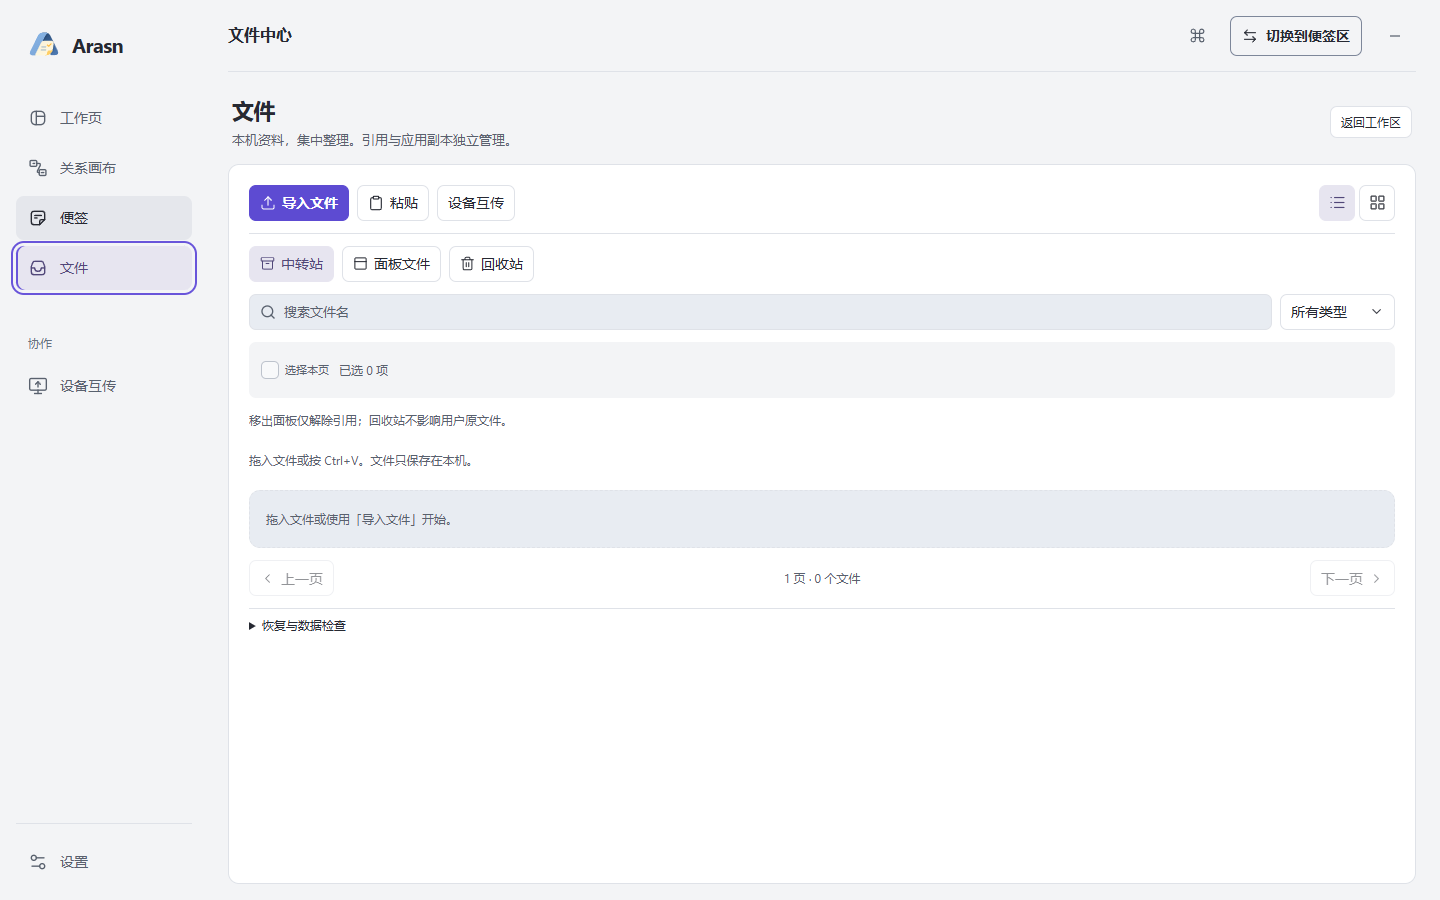 Arasn
文件中心
切换到便签区
工作页
关系画布
便签
文件
协作
设备互传
设置
文件
本机资料，集中整理。引用与应用副本独立管理。
返回工作区
导入文件 粘贴 设备互传
中转站 面板文件 回收站
搜索文件名
所有类型
选择本页 已选 0 项
移出面板仅解除引用；回收站不影响用户原文件。
拖入文件或按 Ctrl+V。文件只保存在本机。
拖入文件或使用「导入文件」开始。
上一页 1 页 · 0 个文件 下一页
恢复与数据检查